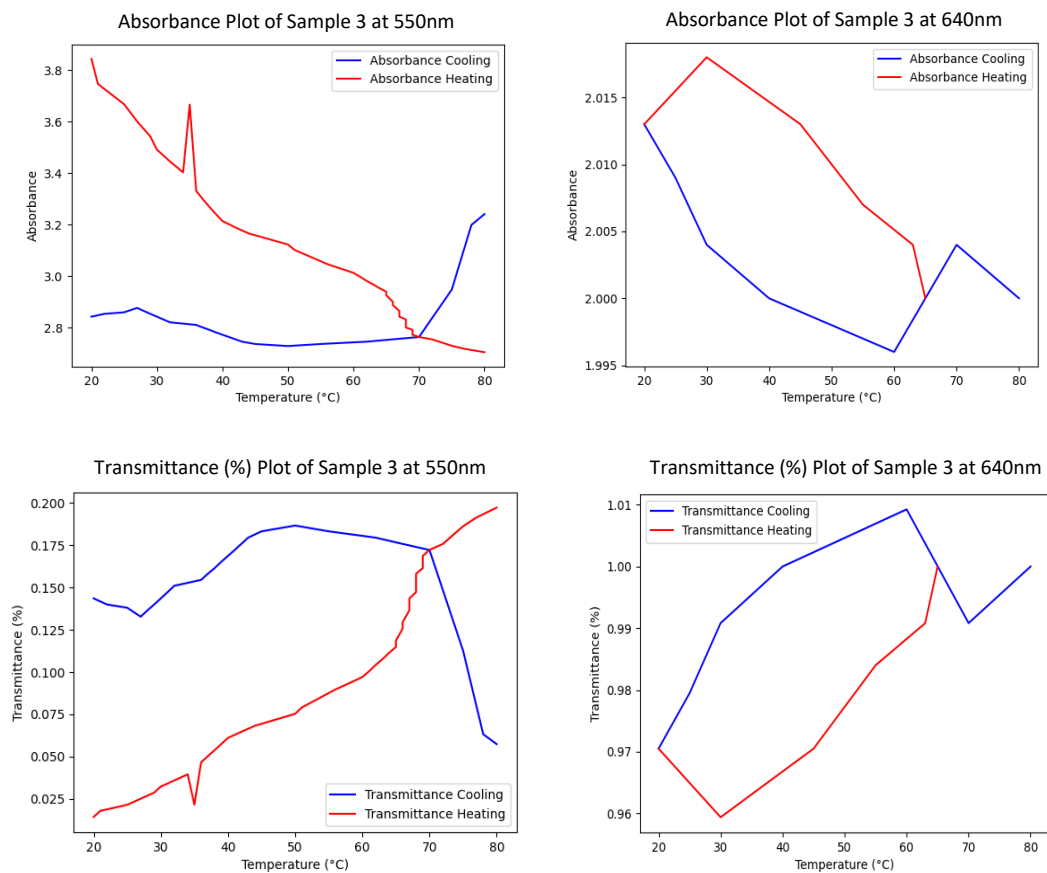 Absorbance Plot of Sample 3 at 550nm
Absorbance Cooling
Absorbance Heating
3.8
3.6
3.4
3.2
3.0
2.8
Absorbance
20 30 40 50 60 70 80
Temperature (°C)
Absorbance Plot of Sample 3 at 640nm
Absorbance Cooling
Absorbance Heating
2.015
2.010
2.005
2.000
1.995
Absorbance
20 30 40 50 60 70 80
Temperature (°C)
Transmittance (%) Plot of Sample 3 at 550nm
0.200
0.175
0.150
0.125
0.100
0.075
0.050
0.025
Transmittance (%)
Transmittance Cooling
Transmittance Heating
20 30 40 50 60 70 80
Temperature (°C)
Transmittance (%) Plot of Sample 3 at 640nm
Transmittance Cooling
Transmittance Heating
1.01
1.00
0.99
0.98
0.97
0.96
Transmittance (%)
20 30 40 50 60 70 80
Temperature (°C)